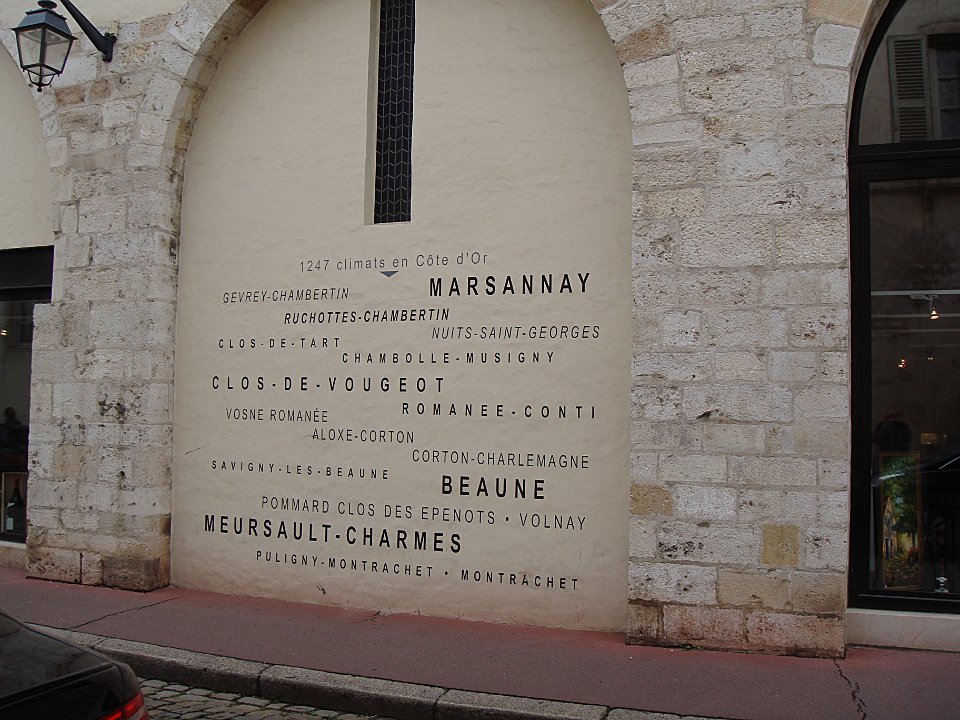 1247 climats en Côte d'Or
MARSANNAY
GEVREY-CHAMBERTIN
RUCHOTTES-CHAMBERTIN
NUITS-SAINT-GEORGES
CLOS-DE-TART
CHAMBOLLE-MUSIGNY
CLOS-DE-VOUGEOT
ROMANEE-CONTI
VOSNE ROMANÉE
ALOXE-CORTON
CORTON-CHARLEMAGNE
SAVIGNY-LES-BEAUNE
BEAUNE
POMMARD CLOS DES EPENOTS • VOLNAY
MEURSAULT-CHARMES
PULIGNY-MONTRACHET • MONTRACHET